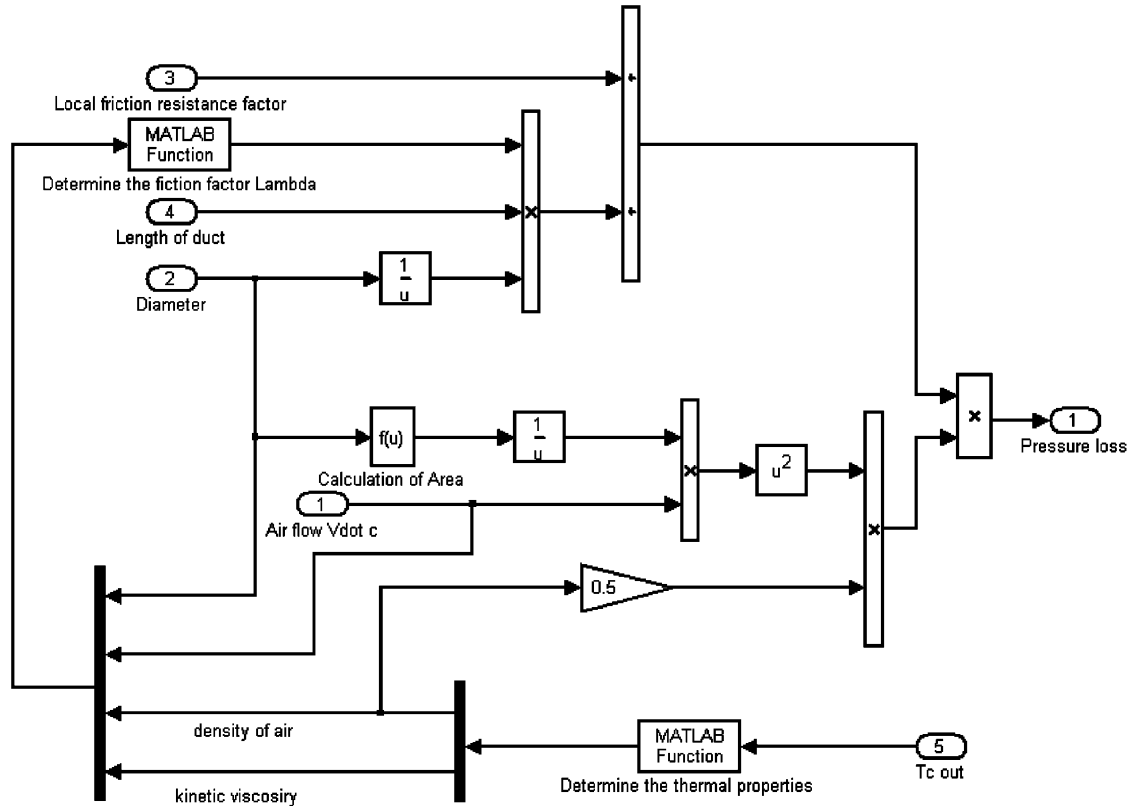 3
Local friction resistance factor
MATLAB
Function
Determine the fiction factor Lambda
4
Length of duct
2
Diameter
1
u
+
+
×
f(u)
Calculation of Area
1
u
1
Air flow Vdot c
×
u²
×
×
1
Pressure loss
0.5
density of air
kinetic viscosiry
MATLAB
Function
Determine the thermal properties
5
Tc out